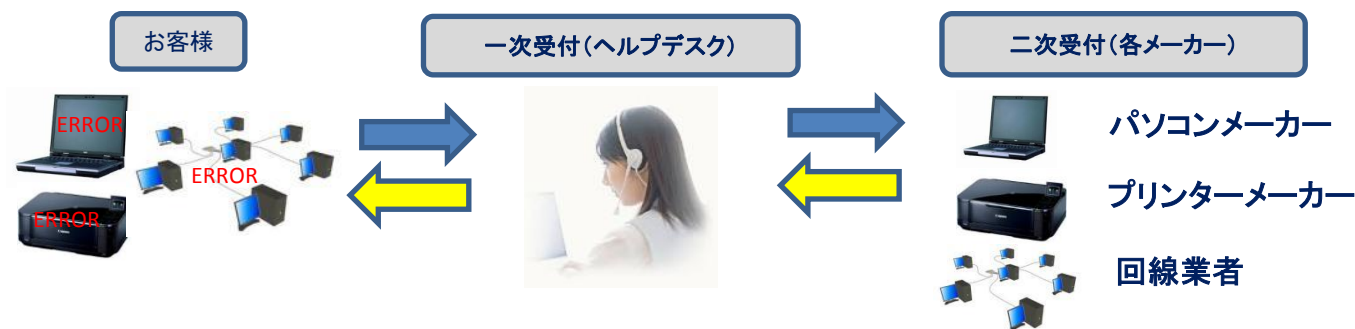 お客様
一次受付(ヘルプデスク)
二次受付(各メーカー)
ERROR
ERROR
ERROR
パソコンメーカー
プリンターメーカー
回線業者